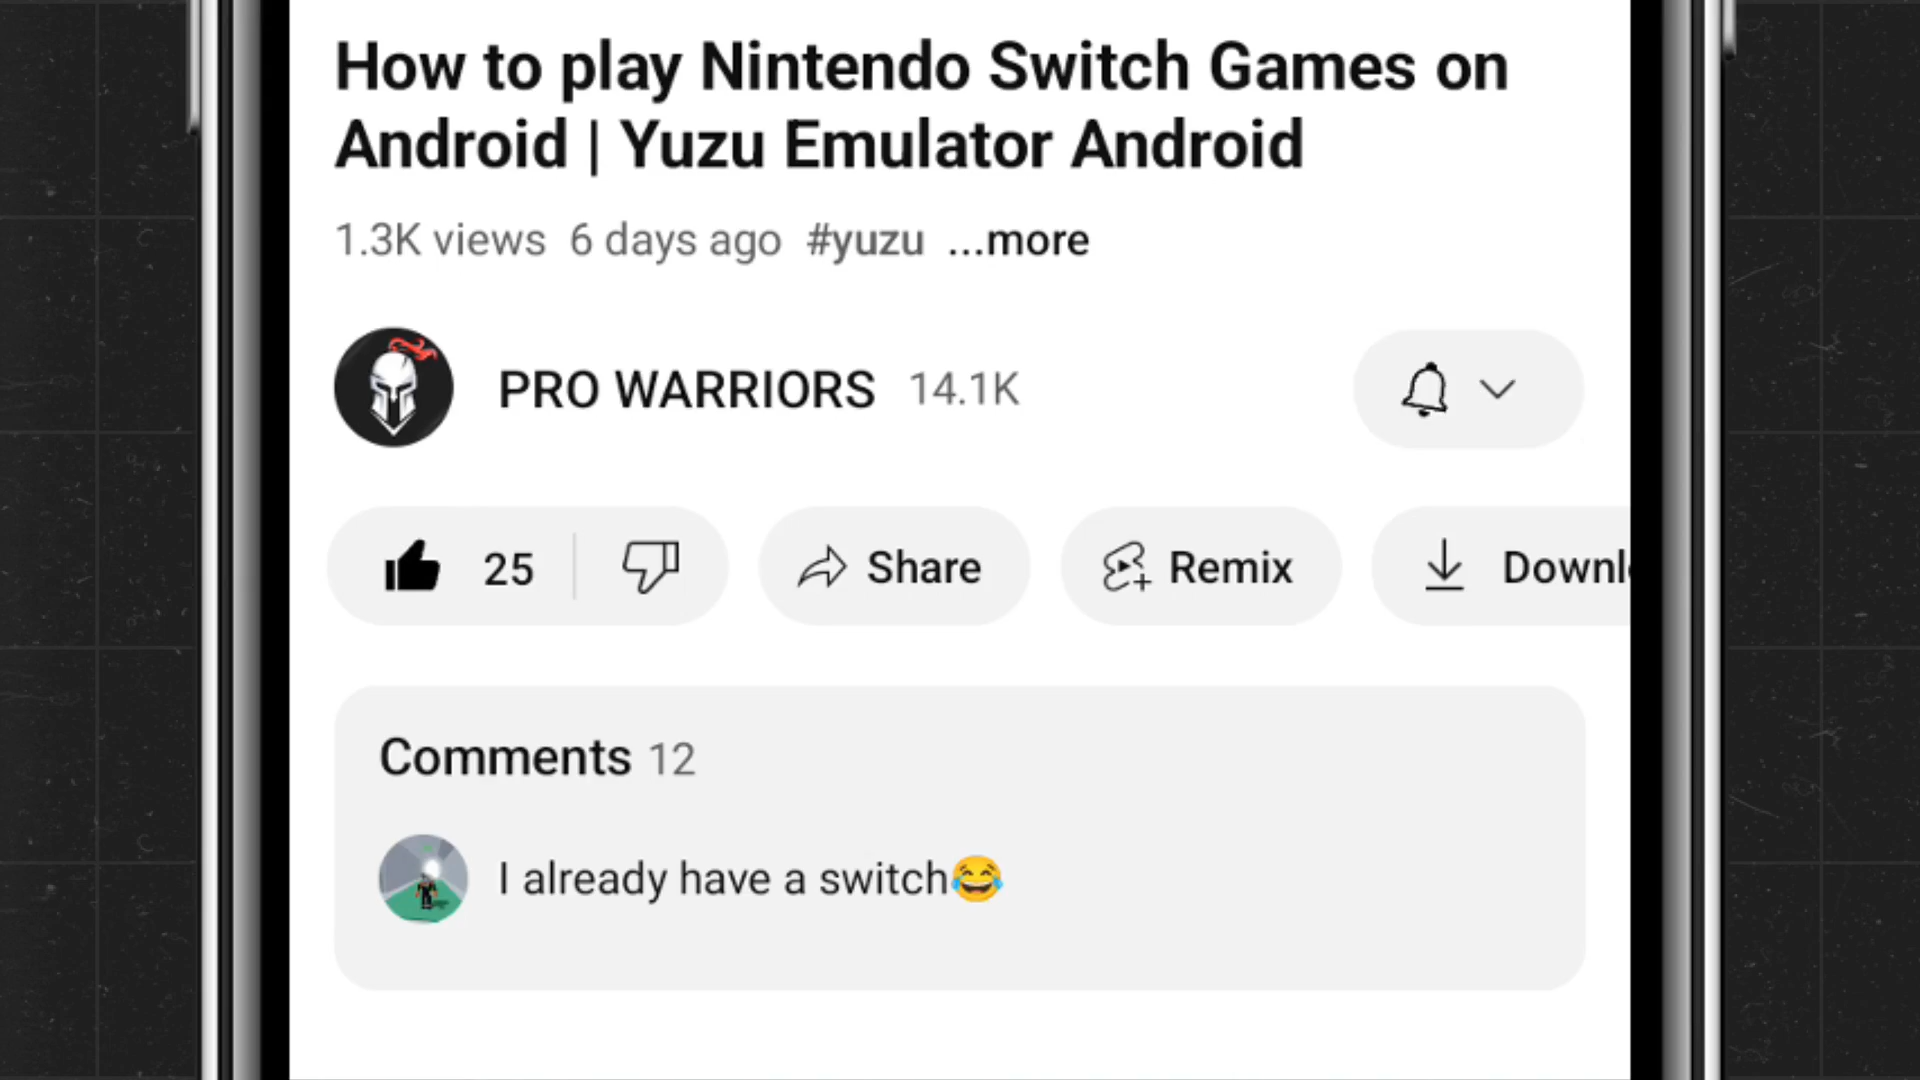 How to play Nintendo Switch Games on
Android | Yuzu Emulator Android
1.3K views 6 days ago #yuzu ...more
PRO WARRIORS 14.1K
25 Share Remix Downl
Comments 12
I already have a switch😂